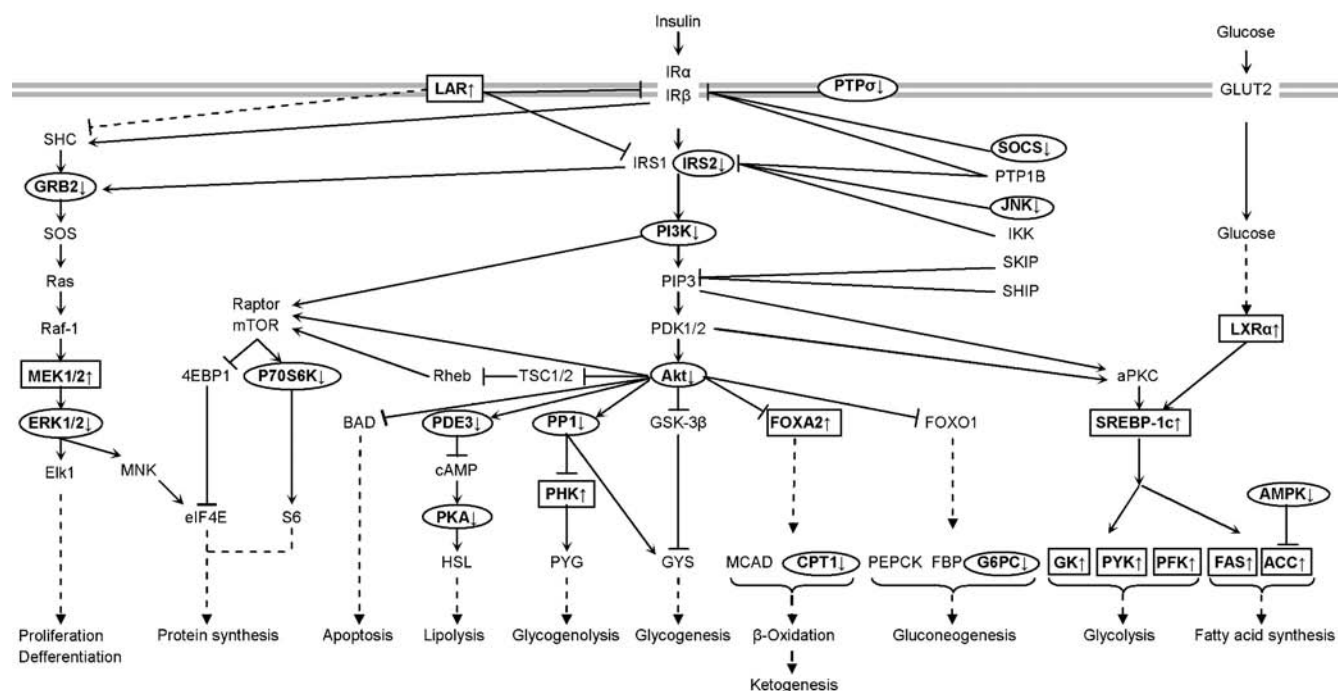 Insulin
Glucose
IRα
LAR↑
PTPσ↓
IRβ
GLUT2
SHC
SOCS↓
IRS1
IRS2↓
PTP1B
GRB2↓
JNK↓
SOS
PI3K↓
IKK
Glucose
SKIP
Ras
PIP3
SHIP
Raptor
mTOR
Raf-1
PDK1/2
LXRα↑
MEK1/2↑
4EBP1
P70S6K↓
Rheb
TSC1/2
Akt↓
aPKC
ERK1/2↓
BAD
PDE3↓
PP1↓
GSK-3β
FOXA2↑
FOXO1
SREBP-1c↑
Elk1
MNK
cAMP
PHK↑
AMPK↓
eIF4E
S6
PKA↓
HSL
PYG
GYS
MCAD
CPT1↓
PEPCK
FBP
G6PC↓
GK↑
PYK↑
PFK↑
FAS↑
ACC↑
Proliferation
Defferentiation
Protein synthesis
Apoptosis
Lipolysis
Glycogenolysis
Glycogenesis
β-Oxidation
Gluconeogenesis
Glycolysis
Fatty acid synthesis
Ketogenesis